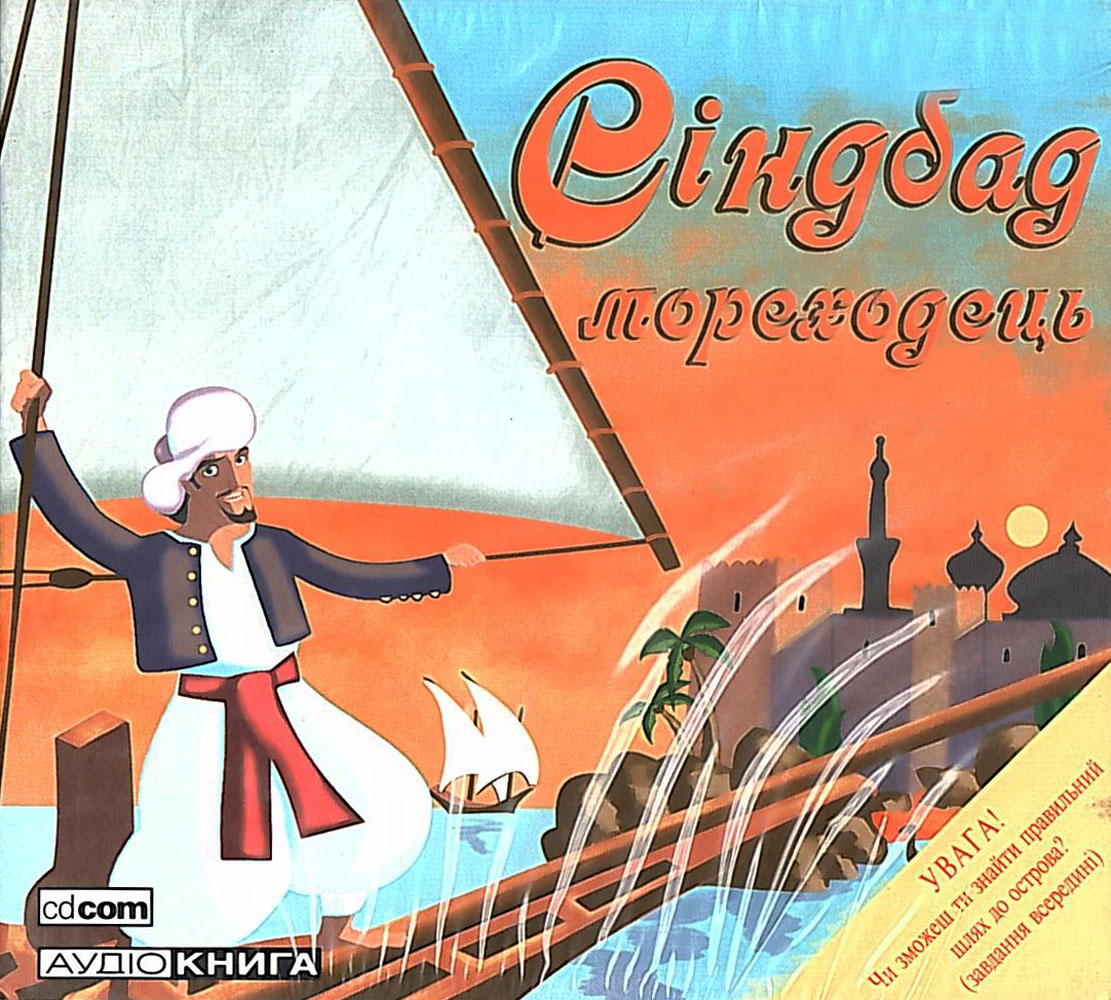 Сіндбад
мореходець
УВАГА!
Чи зможеш ти знайти правильний
шлях до острова?
(завдання всередині)
cdcom
АУДІОКНИГА